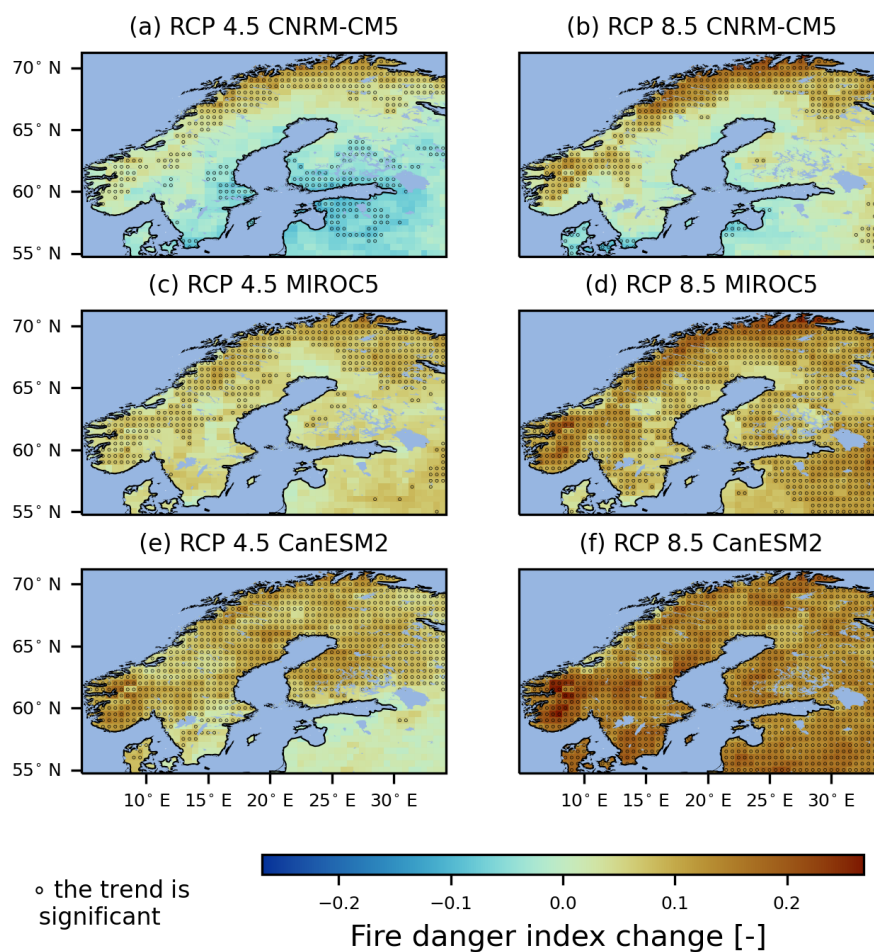 (a) RCP 4.5 CNRM-CM5
(b) RCP 8.5 CNRM-CM5
70° N
65° N
60° N
55° N
(c) RCP 4.5 MIROC5
(d) RCP 8.5 MIROC5
70° N
65° N
60° N
55° N
(e) RCP 4.5 CanESM2
(f) RCP 8.5 CanESM2
70° N
65° N
60° N
55° N
10° E 15° E 20° E 25° E 30° E
10° E 15° E 20° E 25° E 30° E
∘ the trend is
significant
−0.2 −0.1 0.0 0.1 0.2
Fire danger index change [-]